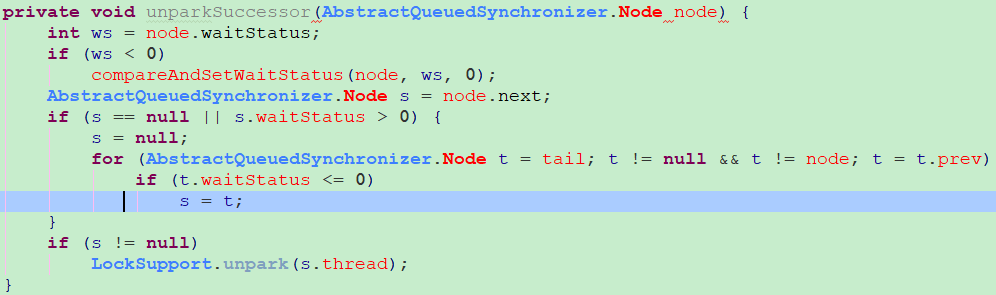 private void unparkSuccessor(AbstractQueuedSynchronizer.Node node) {
    int ws = node.waitStatus;
    if (ws < 0)
        compareAndSetWaitStatus(node, ws, 0);
    AbstractQueuedSynchronizer.Node s = node.next;
    if (s == null || s.waitStatus > 0) {
        s = null;
        for (AbstractQueuedSynchronizer.Node t = tail; t != null && t != node; t = t.prev)
            if (t.waitStatus <= 0)
                s = t;
    }
    if (s != null)
        LockSupport.unpark(s.thread);
}